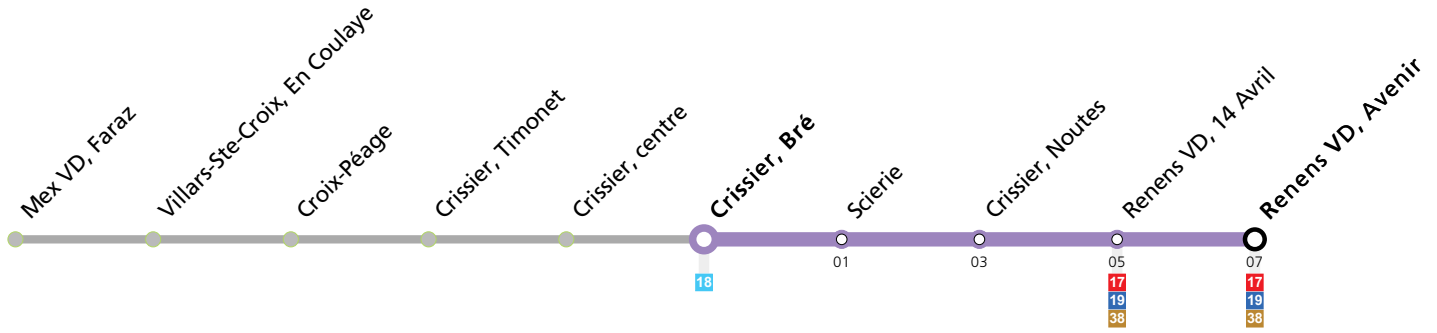 Mex VD, Faraz
Villars-Ste-Croix, En Coulaye
Croix-Péage
Crissier, Timonet
Crissier, centre
Crissier, Bré
Scierie
Crissier, Noutes
Renens VD, 14 Avril
Renens VD, Avenir
01
03
05
07
18
17
17
19
19
38
38